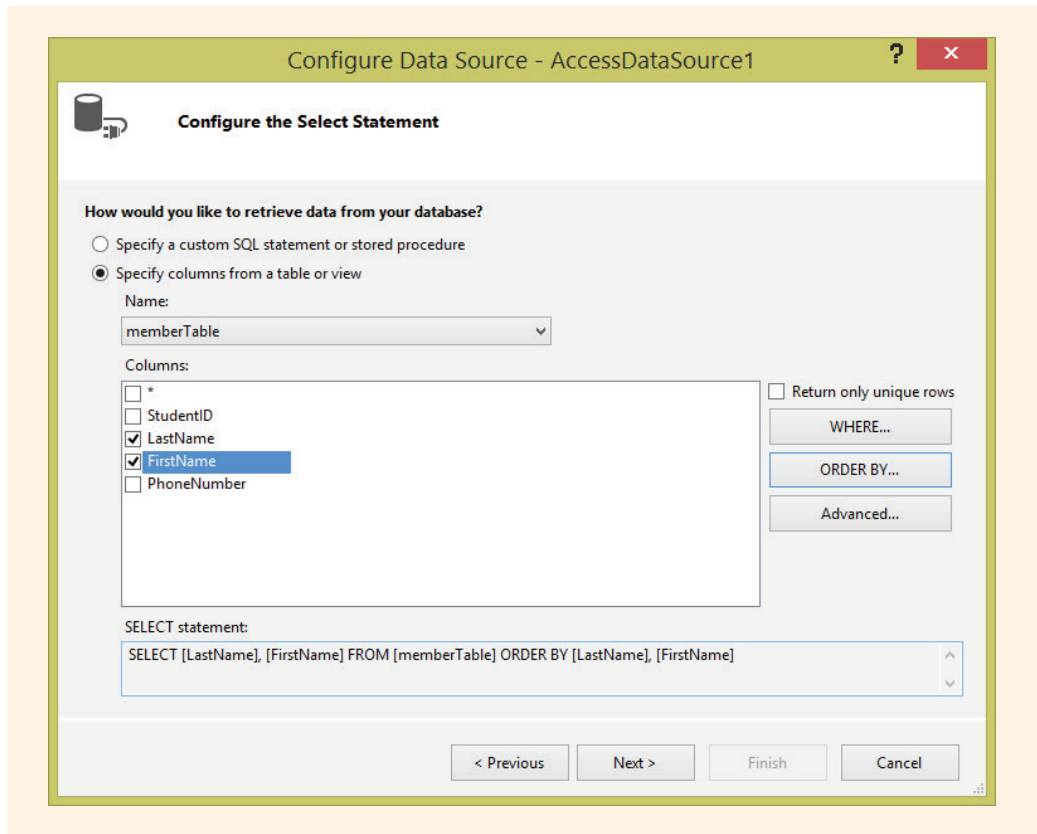 Configure Data Source - AccessDataSource1
? ×
Configure the Select Statement
How would you like to retrieve data from your database?
Specify a custom SQL statement or stored procedure
Specify columns from a table or view
Name:
memberTable
Columns:
*
StudentID
LastName
FirstName
PhoneNumber
Return only unique rows
WHERE...
ORDER BY...
Advanced...
SELECT statement:
SELECT [LastName], [FirstName] FROM [memberTable] ORDER BY [LastName], [FirstName]
< Previous
Next >
Finish
Cancel